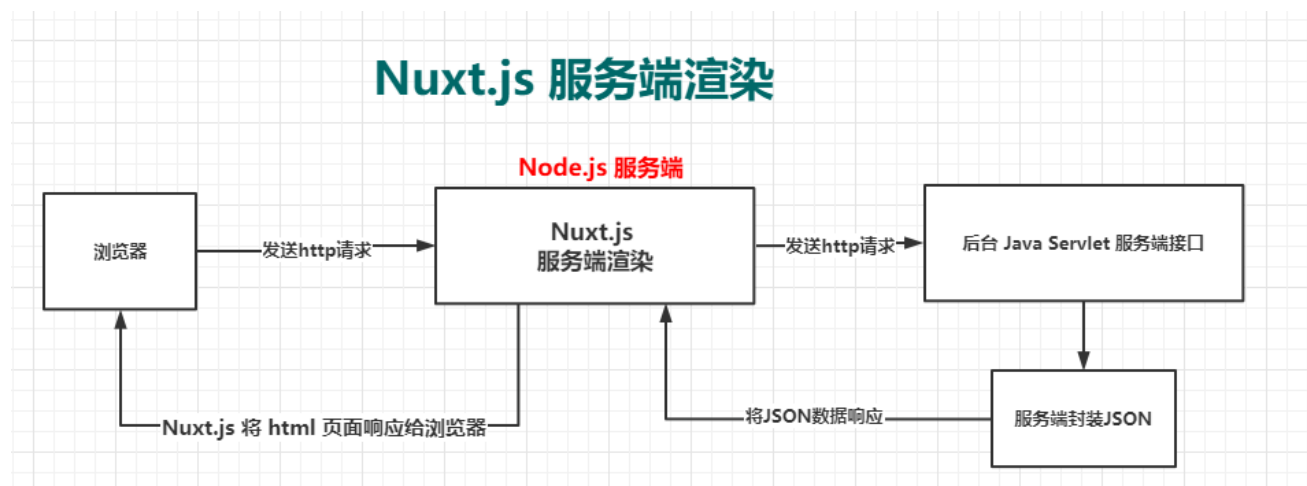 Nuxt.js 服务端渲染
Node.js 服务端
浏览器
发送http请求
Nuxt.js
服务端渲染
发送http请求
后台 Java Servlet 服务端接口
Nuxt.js 将 html 页面响应给浏览器
将JSON数据响应
服务端封装JSON